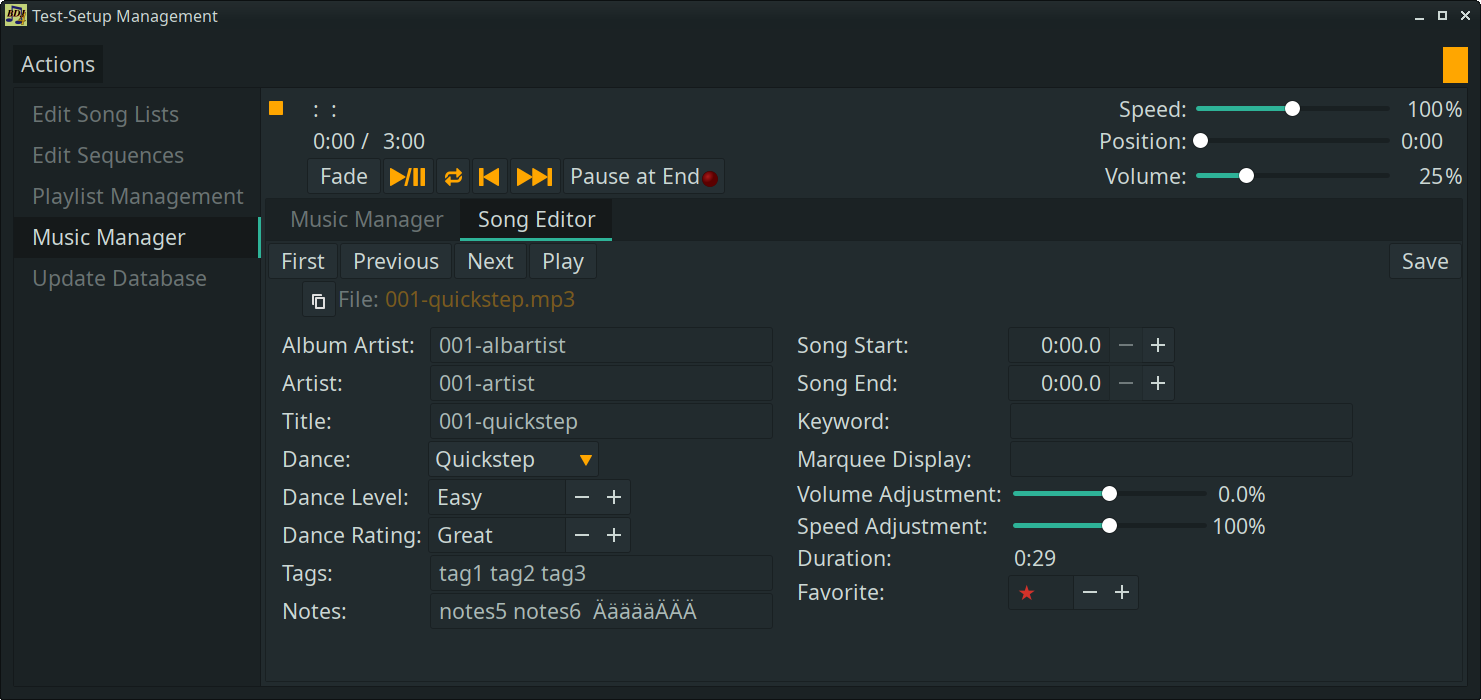 Test-Setup Management
Actions
Edit Song Lists
Edit Sequences
Playlist Management
Music Manager
Update Database
: :
0:00 / 3:00
Fade
Pause at End
Speed: 100%
Position: 0:00
Volume: 25%
Music Manager Song Editor
First Previous Next Play Save
File: 001-quickstep.mp3
Album Artist: 001-albartist
Artist: 001-artist
Title: 001-quickstep
Dance: Quickstep
Dance Level: Easy − +
Dance Rating: Great − +
Tags: tag1 tag2 tag3
Notes: notes5 notes6 ÄääääÄÄÄ
Song Start: 0:00.0 − +
Song End: 0:00.0 − +
Keyword:
Marquee Display:
Volume Adjustment: 0.0%
Speed Adjustment: 100%
Duration: 0:29
Favorite: ★ − +